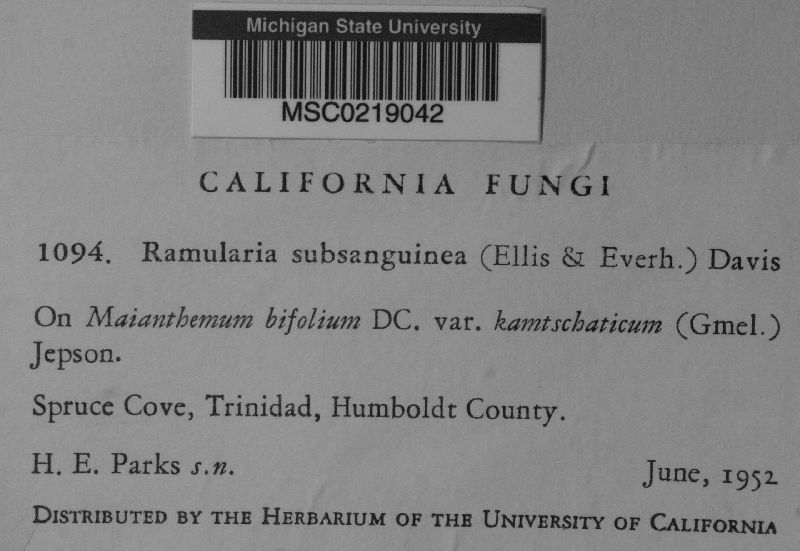 Michigan State University
MSC0219042
CALIFORNIA FUNGI
1094. Ramularia subsanguinea (Ellis & Everh.) Davis
On Maianthemum bifolium DC. var. kamtschaticum (Gmel.)
Jepson.
Spruce Cove, Trinidad, Humboldt County.
H. E. Parks s.n. June, 1952
DISTRIBUTED BY THE HERBARIUM OF THE UNIVERSITY OF CALIFORNIA